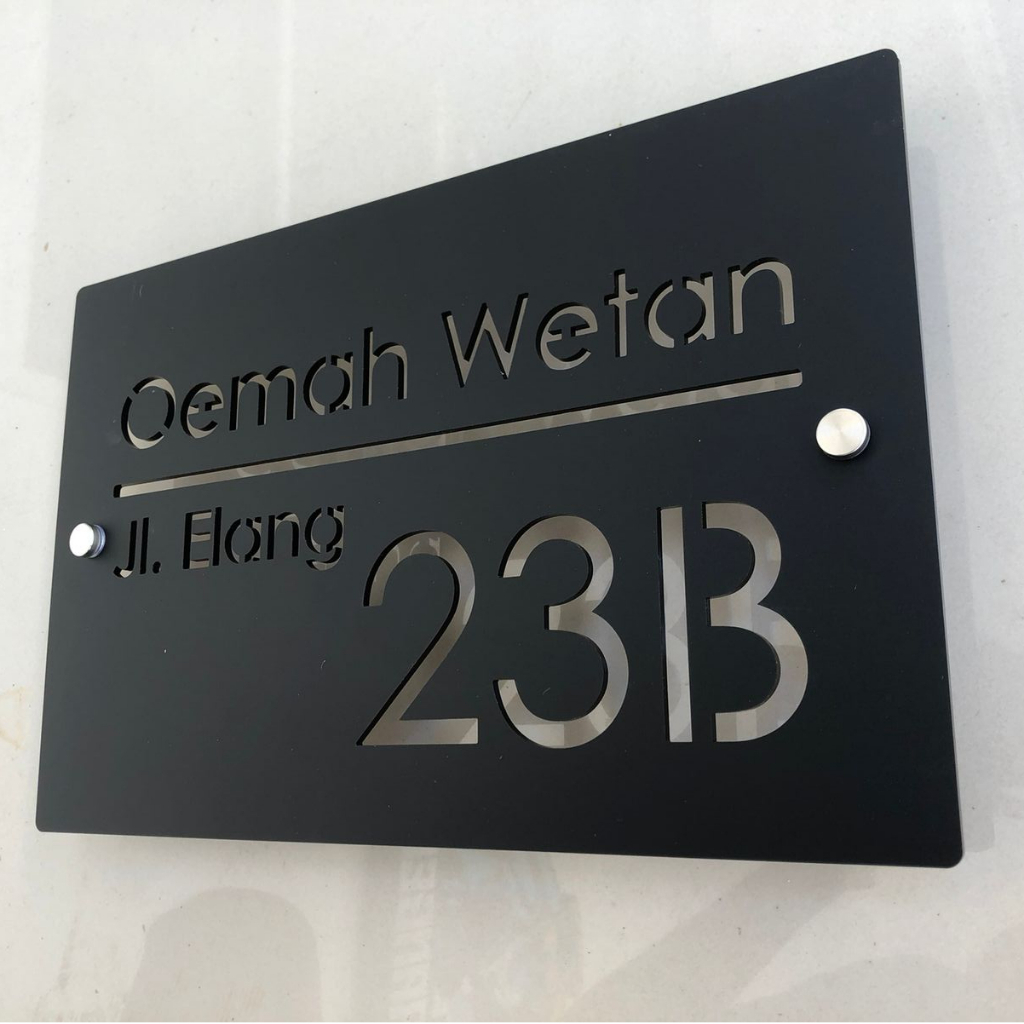 Oemah Wetan
Jl. Elang
23B